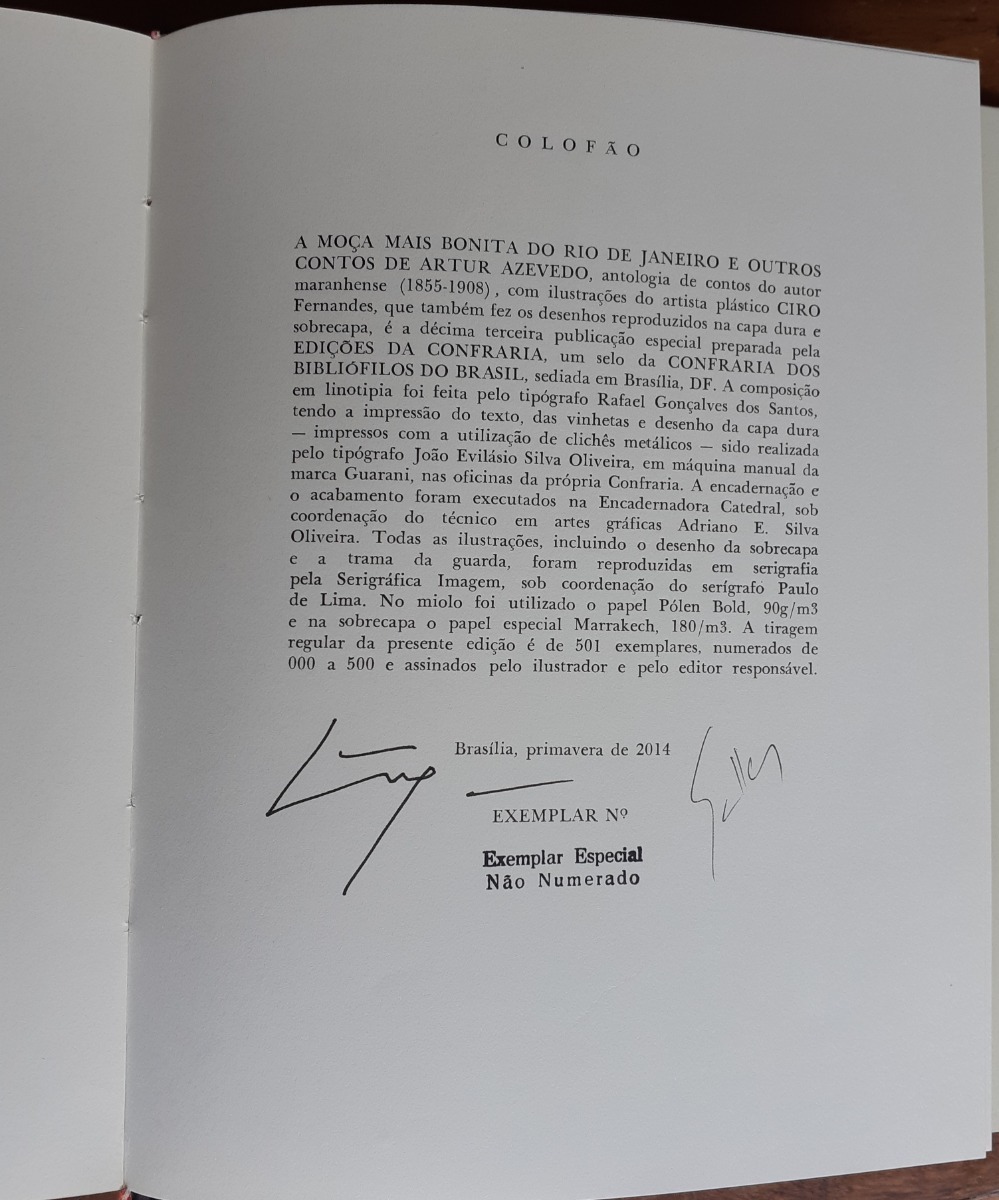 COLOFÃO
A MOÇA MAIS BONITA DO RIO DE JANEIRO E OUTROS
CONTOS DE ARTUR AZEVEDO, antologia de contos do autor
maranhense (1855-1908), com ilustrações do artista plástico CIRO
Fernandes, que também fez os desenhos reproduzidos na capa dura e
sobrecapa, é a décima terceira publicação especial preparada pela
EDIÇÕES DA CONFRARIA, um selo da CONFRARIA DOS
BIBLIÓFILOS DO BRASIL, sediada em Brasília, DF. A composição
em linotipia foi feita pelo tipógrafo Rafael Gonçalves dos Santos,
tendo a impressão do texto, das vinhetas e desenho da capa dura
— impressos com a utilização de clichês metálicos — sido realizada
pelo tipógrafo João Evilásio Silva Oliveira, em máquina manual da
marca Guarani, nas oficinas da própria Confraria. A encadernação e
o acabamento foram executados na Encadernadora Catedral, sob
coordenação do técnico em artes gráficas Adriano E. Silva
Oliveira. Todas as ilustrações, incluindo o desenho da sobrecapa
e a trama da guarda, foram reproduzidas em serigrafia
pela Serigráfica Imagem, sob coordenação do serígrafo Paulo
de Lima. No miolo foi utilizado o papel Pólen Bold, 90g/m3
e na sobrecapa o papel especial Marrakech, 180/m3. A tiragem
regular da presente edição é de 501 exemplares, numerados de
000 a 500 e assinados pelo ilustrador e pelo editor responsável.
Brasília, primavera de 2014
EXEMPLAR Nº
Exemplar Especial
Não Numerado